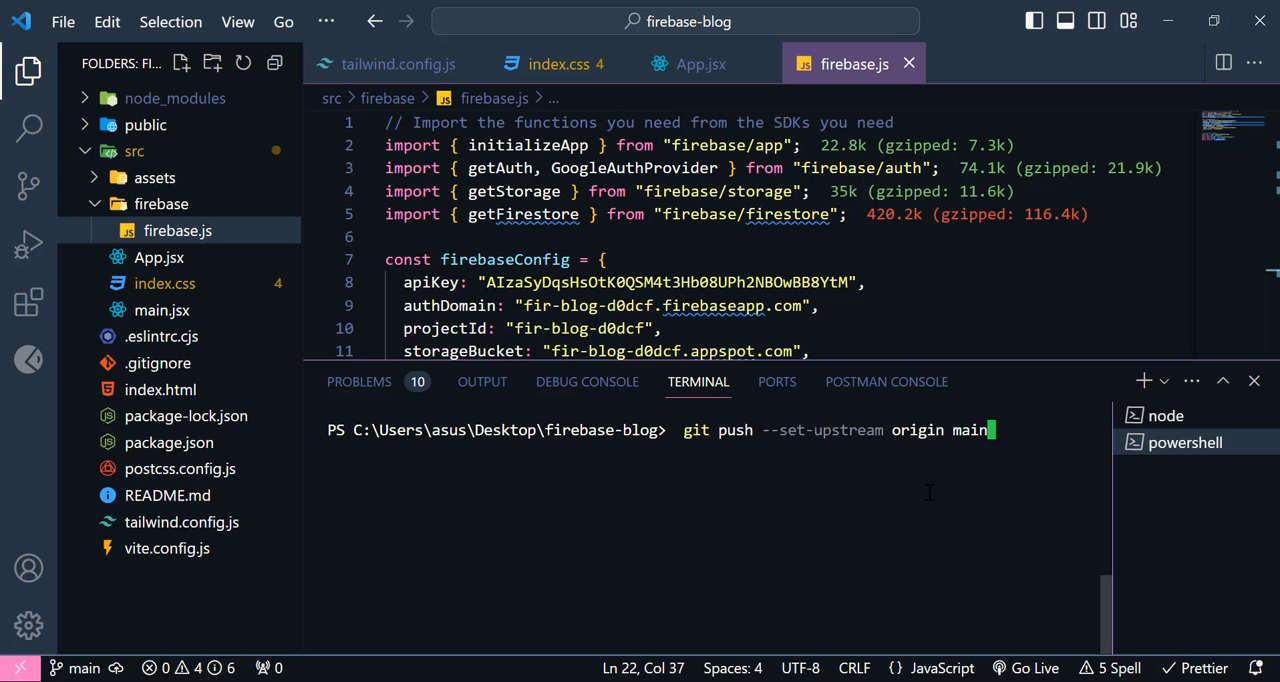 File Edit Selection View Go ··· firebase-blog
FOLDERS: FI...
node_modules
public
src
assets
firebase
firebase.js
App.jsx
index.css 4
main.jsx
.eslintrc.cjs
.gitignore
index.html
package-lock.json
package.json
postcss.config.js
README.md
tailwind.config.js
vite.config.js
tailwind.config.js index.css 4 App.jsx firebase.js
src > firebase > firebase.js > ...
1 // Import the functions you need from the SDKs you need
2 import { initializeApp } from "firebase/app"; 22.8k (gzipped: 7.3k)
3 import { getAuth, GoogleAuthProvider } from "firebase/auth"; 74.1k (gzipped: 21.9k)
4 import { getStorage } from "firebase/storage"; 35k (gzipped: 11.6k)
5 import { getFirestore } from "firebase/firestore"; 420.2k (gzipped: 116.4k)
6
7 const firebaseConfig = {
8 apiKey: "AIzaSyDqsHsOtK0QSM4t3Hb08UPh2NBOwBB8YtM",
9 authDomain: "fir-blog-d0dcf.firebaseapp.com",
10 projectId: "fir-blog-d0dcf",
11 storageBucket: "fir-blog-d0dcf.appspot.com",
PROBLEMS 10 OUTPUT DEBUG CONSOLE TERMINAL PORTS POSTMAN CONSOLE
PS C:\Users\asus\Desktop\firebase-blog> git push --set-upstream origin main
node
powershell
main 0 4 6 0 Ln 22, Col 37 Spaces: 4 UTF-8 CRLF {} JavaScript Go Live 5 Spell Prettier